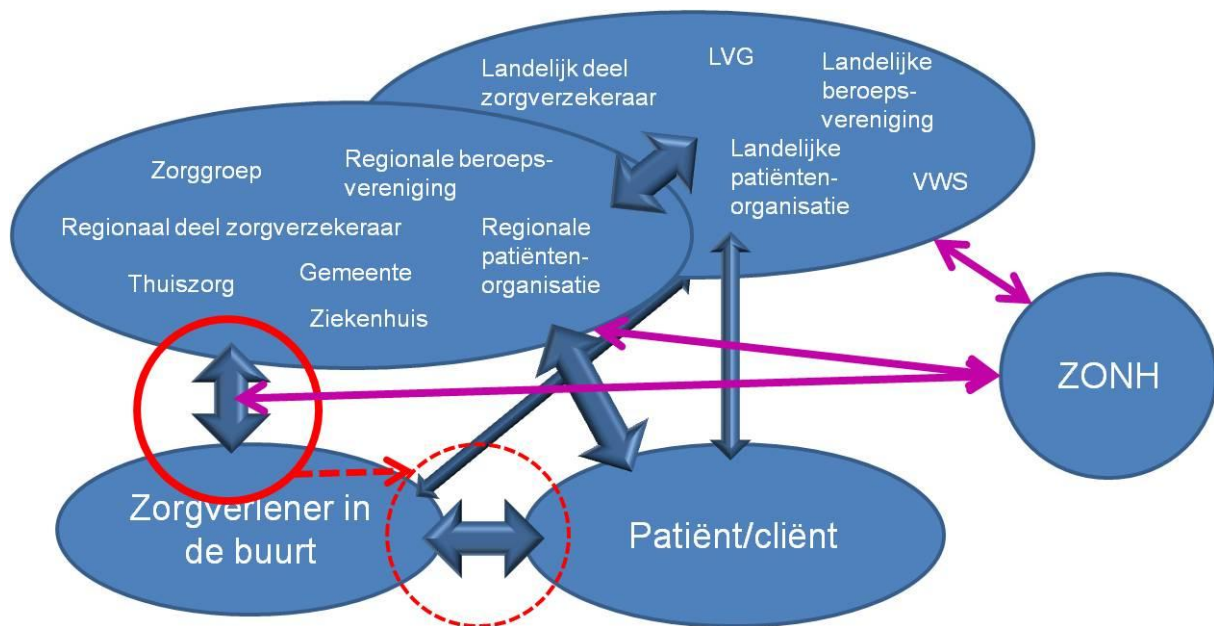 LVG
Landelijk deel
zorgverzekeraar
Landelijke
beroeps-
vereniging
Landelijke
patiënten-
organisatie
VWS
Zorggroep
Regionale beroeps-
vereniging
Regionaal deel zorgverzekeraar
Regionale
patiënten-
organisatie
Gemeente
Thuiszorg
Ziekenhuis
ZONH
Zorgverlener in
de buurt
Patiënt/cliënt